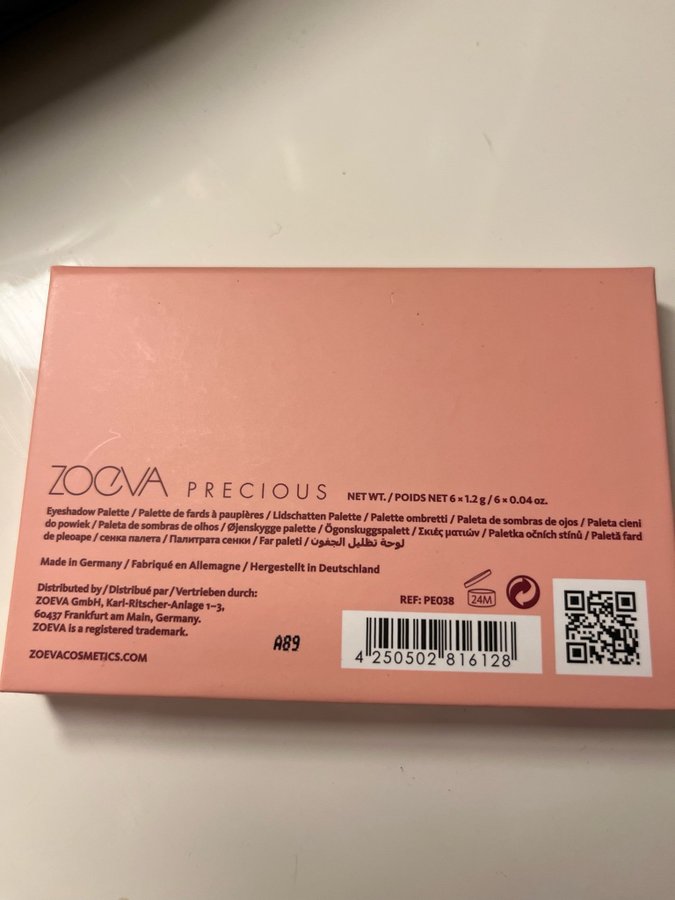 ZOEVA PRECIOUS NET WT. / POIDS NET 6 × 1.2 g / 6 × 0.04 oz.
Eyeshadow Palette / Palette de fards à paupières / Lidschatten Palette / Palette ombretti / Paleta de sombras de ojos / Paleta cieni
do powiek / Paleta de sombras de olhos / Øjenskygge palette / Ögonskuggspalett / Σκιές ματιών / Paletka očních stínů / Paletă fard
de pleoape / сенка палета / Палитрата сенки / Far paleti / لوحة تظليل الجفون
Made in Germany / Fabriqué en Allemagne / Hergestellt in Deutschland
Distributed by / Distribué par / Vertrieben durch:
ZOEVA GmbH, Karl-Ritscher-Anlage 1–3,
60437 Frankfurt am Main, Germany.
ZOEVA is a registered trademark.
ZOEVACOSMETICS.COM
A89
REF: PE038
24M
4 250502 816128